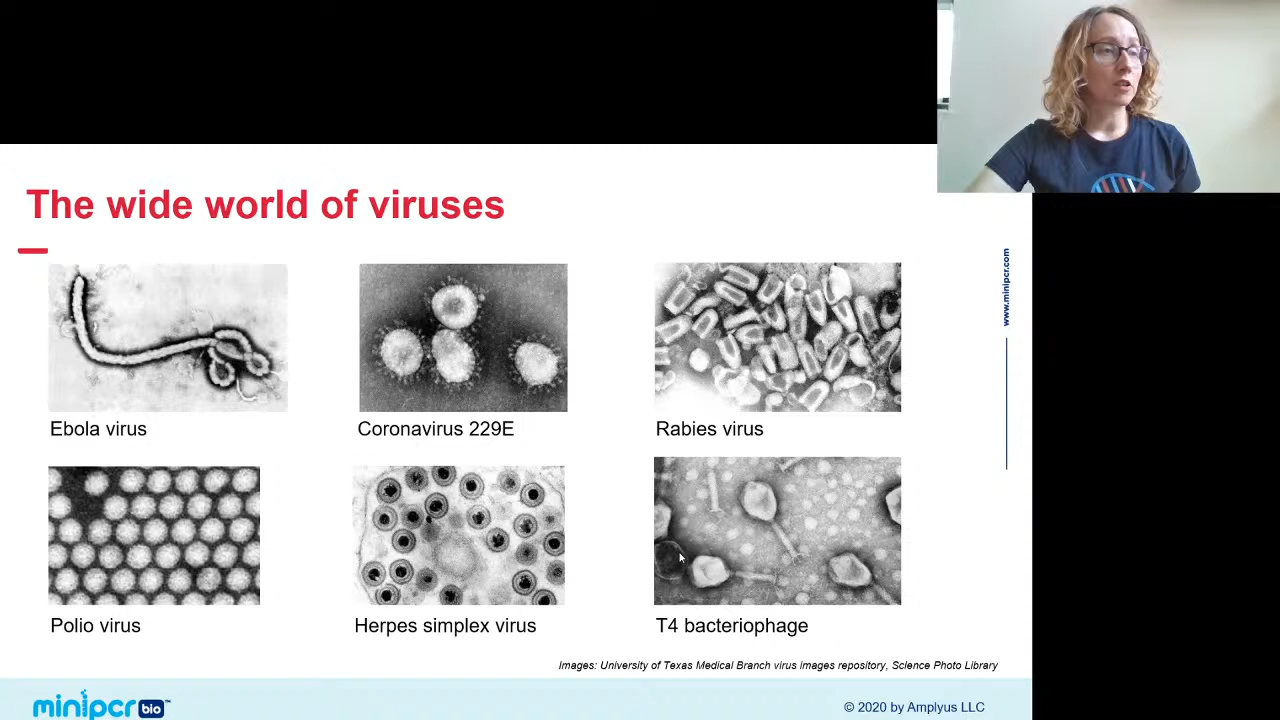 The wide world of viruses
www.minipcr.com
Ebola virus
Coronavirus 229E
Rabies virus
Polio virus
Herpes simplex virus
T4 bacteriophage
Images: University of Texas Medical Branch virus images repository, Science Photo Library
minipcr bio™
© 2020 by Amplyus LLC